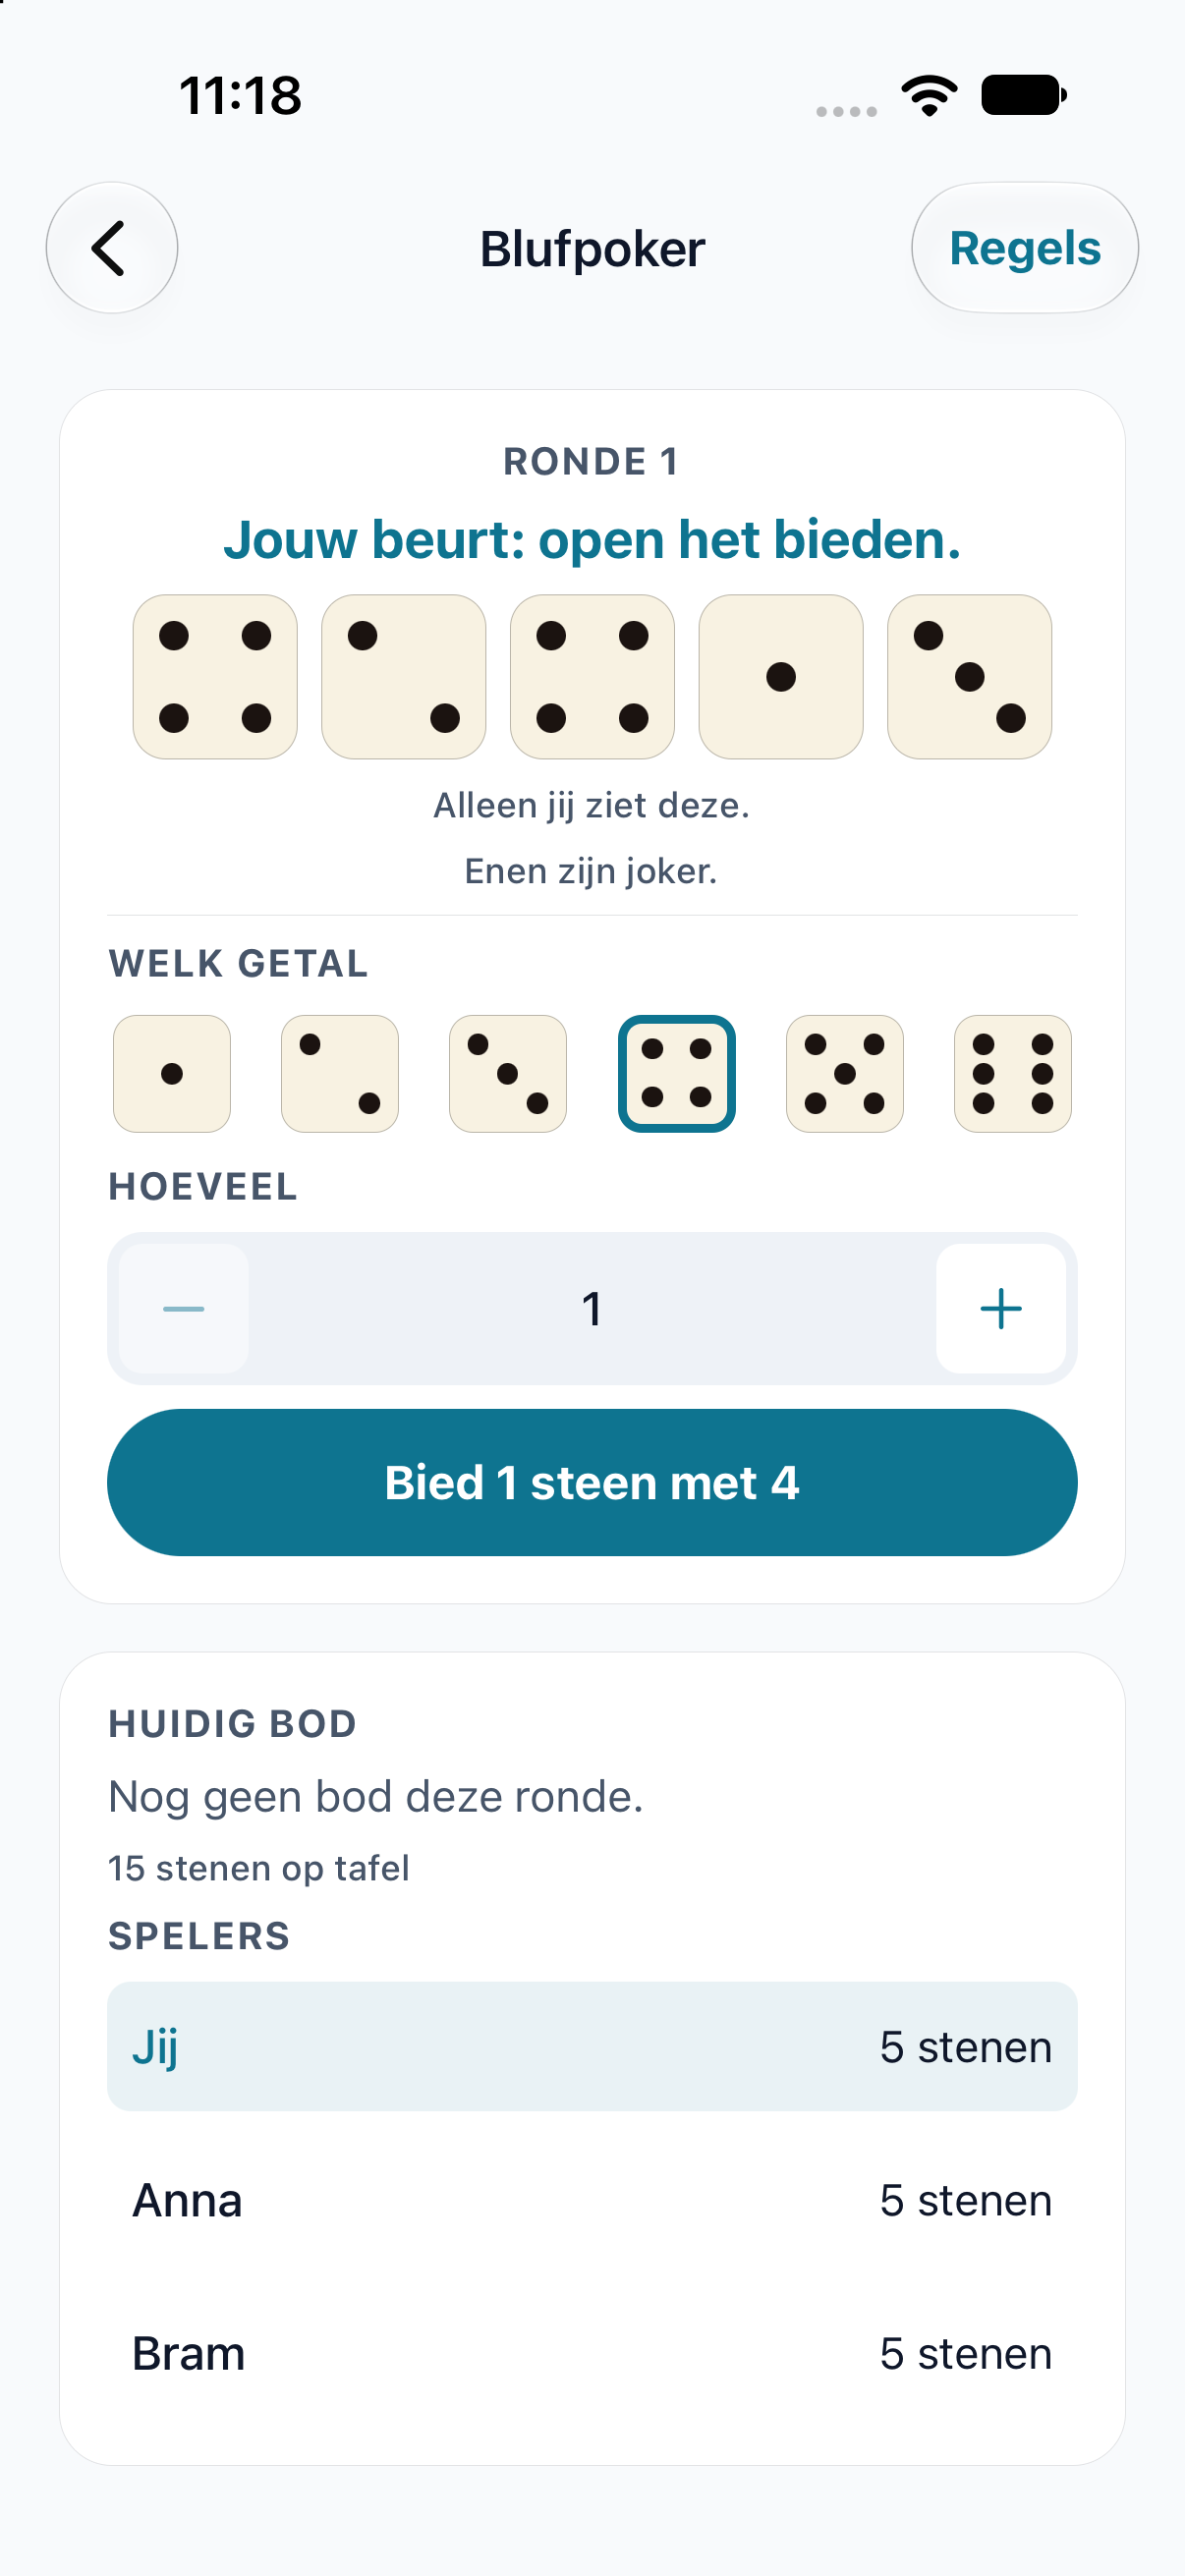 11:18
Blufpoker
Regels
RONDE 1
Jouw beurt: open het bieden.
Alleen jij ziet deze.
Enen zijn joker.
WELK GETAL
HOEVEEL
1
Bied 1 steen met 4
HUIDIG BOD
Nog geen bod deze ronde.
15 stenen op tafel
SPELERS
Jij 5 stenen
Anna 5 stenen
Bram 5 stenen